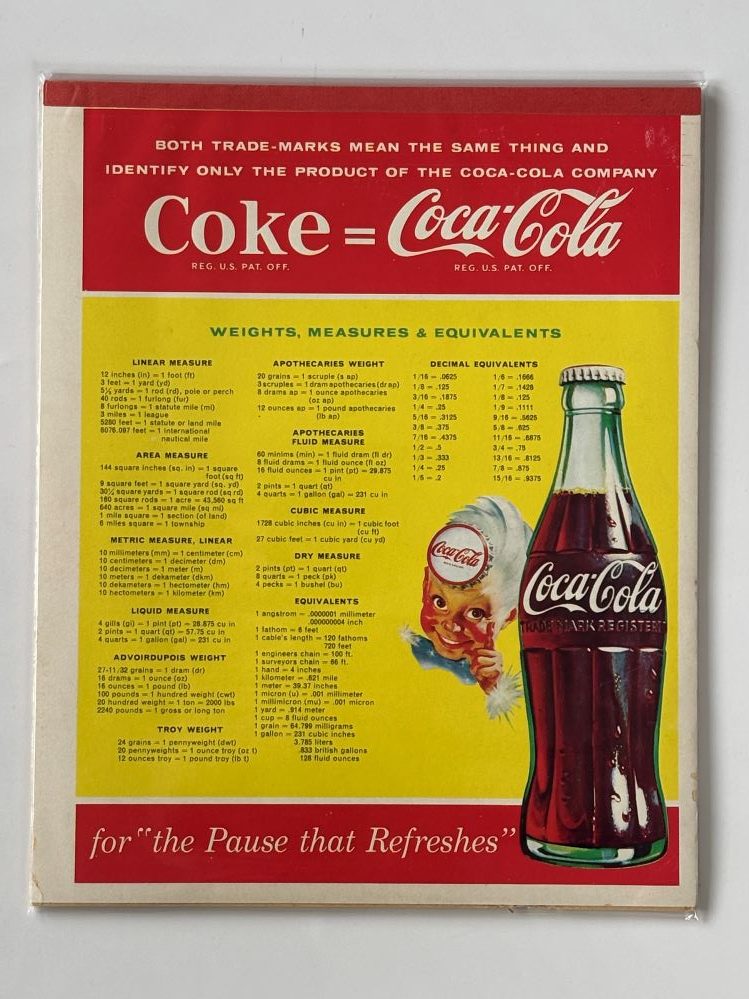 BOTH TRADE-MARKS MEAN THE SAME THING AND
IDENTIFY ONLY THE PRODUCT OF THE COCA-COLA COMPANY
Coke = Coca-Cola
REG. U.S. PAT. OFF. REG. U.S. PAT. OFF.
WEIGHTS, MEASURES & EQUIVALENTS
LINEAR MEASURE
12 inches (in) = 1 foot (ft)
3 feet = 1 yard (yd)
5½ yards = 1 rod (rd), pole or perch
40 rods = 1 furlong (fur)
8 furlongs = 1 statute mile (mi)
3 miles = 1 league
5280 feet = 1 statute or land mile
6076.097 feet = 1 international
nautical mile
AREA MEASURE
144 square inches (sq. in) = 1 square
foot (sq ft)
9 square feet = 1 square yard (sq. yd)
30¼ square yards = 1 square rod (sq rd)
160 square rods = 1 acre = 43,560 sq ft
640 acres = 1 square mile (sq mi)
1 mile square = 1 section (of land)
6 miles square = 1 township
METRIC MEASURE, LINEAR
10 millimeters (mm) = 1 centimeter (cm)
10 centimeters = 1 decimeter (dm)
10 decimeters = 1 meter (m)
10 meters = 1 dekameter (dkm)
10 dekameters = 1 hectometer (hm)
10 hectometers = 1 kilometer (km)
LIQUID MEASURE
4 gills (gi) = 1 pint (pt) = 28.875 cu in
2 pints = 1 quart (qt) = 57.75 cu in
4 quarts = 1 gallon (gal) = 231 cu in
ADVOIRDUPOIS WEIGHT
27-11/32 grains = 1 dram (dr)
16 drams = 1 ounce (oz)
16 ounces = 1 pound (lb)
100 pounds = 1 hundred weight (cwt)
20 hundred weight = 1 ton = 2000 lbs
2240 pounds = 1 gross or long ton
TROY WEIGHT
24 grains = 1 pennyweight (dwt)
20 pennyweights = 1 ounce troy (oz t)
12 ounces troy = 1 pound troy (lb t)
APOTHECARIES WEIGHT
20 grains = 1 scruple (s ap)
3 scruples = 1 dram apothecaries (dr ap)
8 drams ap = 1 ounce apothecaries
(oz ap)
12 ounces ap = 1 pound apothecaries
(lb ap)
APOTHECARIES
FLUID MEASURE
60 minims (min) = 1 fluid dram (fl dr)
8 fluid drams = 1 fluid ounce (fl oz)
16 fluid ounces = 1 pint (pt) = 29.875
cu in
2 pints = 1 quart (qt)
4 quarts = 1 gallon (gal) = 231 cu in
CUBIC MEASURE
1728 cubic inches (cu in) = 1 cubic foot
(cu ft)
27 cubic feet = 1 cubic yard (cu yd)
DRY MEASURE
2 pints (pt) = 1 quart (qt)
8 quarts = 1 peck (pk)
4 pecks = 1 bushel (bu)
EQUIVALENTS
1 angstrom = .0000001 millimeter
.000000004 inch
1 fathom = 6 feet
1 cable's length = 120 fathoms
720 feet
1 engineers chain = 100 ft.
1 surveyors chain = 66 ft.
1 hand = 4 inches
1 kilometer = .621 mile
1 meter = 39.37 inches
1 micron (u) = .001 millimeter
1 millimicron (mu) = .001 micron
1 yard = .914 meter
1 cup = 8 fluid ounces
1 grain = 64.799 milligrams
1 gallon = 231 cubic inches
3.785 liters
.833 british gallons
128 fluid ounces
DECIMAL EQUIVALENTS
1/16 = .0625
1/8 = .125
3/16 = .1875
1/4 = .25
5/16 = .3125
3/8 = .375
7/16 = .4375
1/2 = .5
1/3 = .333
1/4 = .25
1/5 = .2
1/6 = .1666
1/7 = .1428
1/8 = .125
1/9 = .1111
9/16 = .5625
5/8 = .625
11/16 = .6875
3/4 = .75
13/16 = .8125
7/8 = .875
15/16 = .9375
Coca-Cola
Coca-Cola
TRADE MARK REGISTERED
for "the Pause that Refreshes"